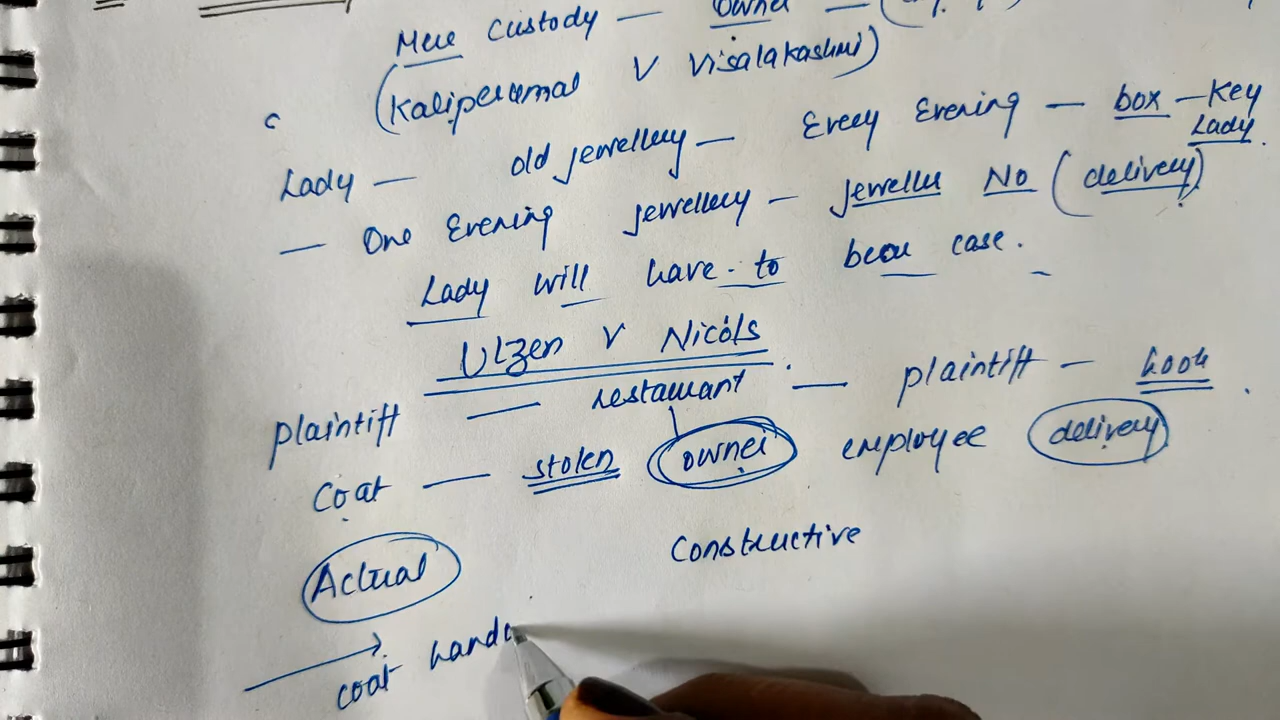 Mere Custody — owner —
(Kaliperumal V Visalakashmi)
Lady — old jewellery — Every Evening — box — Key
Lady.
— One Evening jewellery — jeweller No (delivery)
Lady will have to bear case.
Ulzen V Nicols
plaintiff — restaurant — plaintiff — hook
Coat — stolen owner employee delivery
Actual Constructive
coat hande